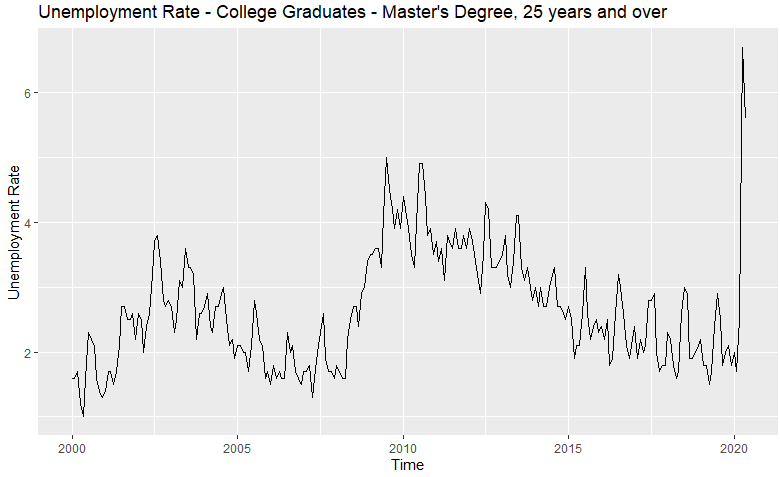 Unemployment Rate - College Graduates - Master's Degree, 25 years and over
Unemployment Rate
6
4
2
2000 2005 2010 2015 2020
Time